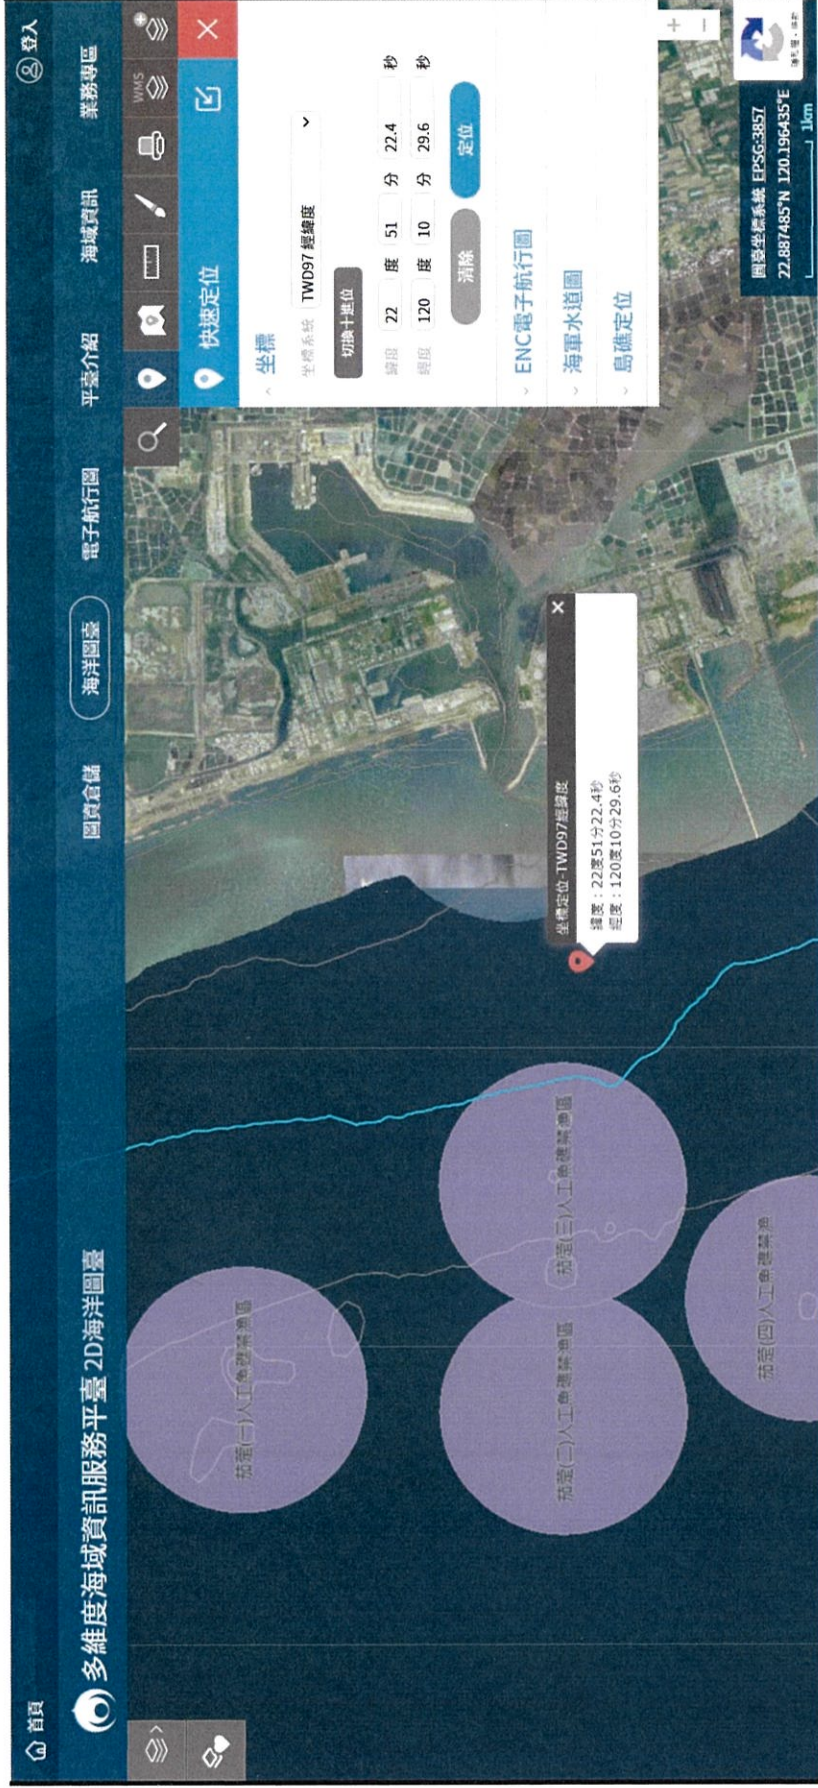 首頁
登入
多維度海域資訊服務平臺 2D海洋圖臺
圖資倉儲
海洋圖臺
電子航行圖
平臺介紹
海域資訊
業務專區
WMS
快速定位
坐標
坐標系統 TWD97 經緯度
切換十進位
緯度 22 度 51 分 22.4 秒
經度 120 度 10 分 29.6 秒
清除 定位
ENC電子航行圖
海軍水道圖
島礁定位
坐標定位-TWD97經緯度
緯度：22度51分22.4秒
經度：120度10分29.6秒
茄萣(一)人工魚礁禁漁區
茄萣(二)人工魚礁禁漁區
茄萣(三)人工魚礁禁漁區
茄萣(四)人工魚礁禁漁
圖臺坐標系統 EPSG:3857
22.887485°N 120.196435°E
1km